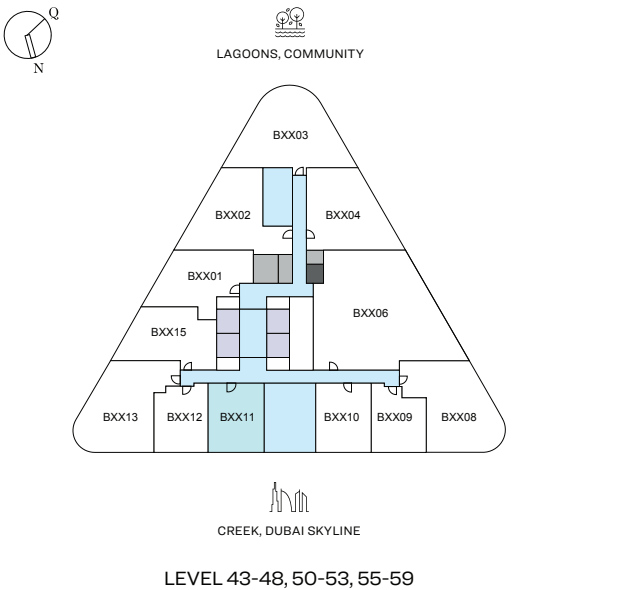 Q
N
LAGOONS, COMMUNITY
BXX03
BXX02
BXX04
BXX01
BXX06
BXX15
BXX13
BXX12
BXX11
BXX10
BXX09
BXX08
CREEK, DUBAI SKYLINE
LEVEL 43-48, 50-53, 55-59